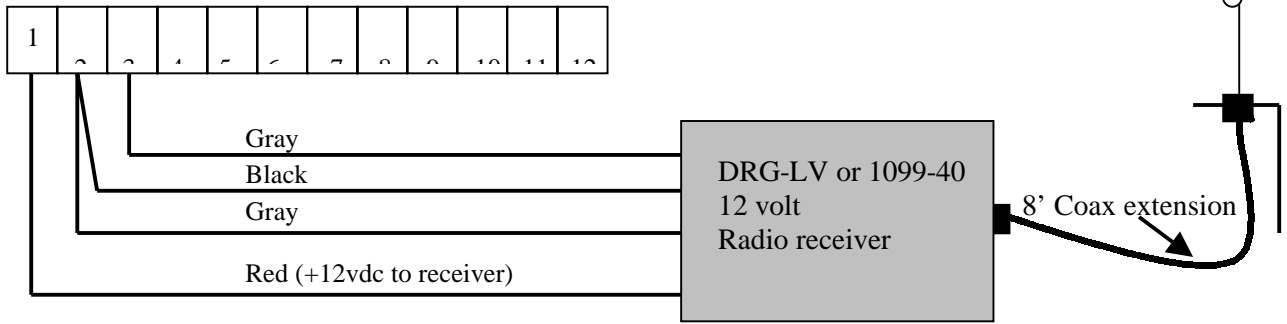 1 2 3 4 5 6 7 8 9 10 11 12
Gray
Black
Gray
Red (+12vdc to receiver)
DRG-LV or 1099-40
12 volt
Radio receiver
8’ Coax extension